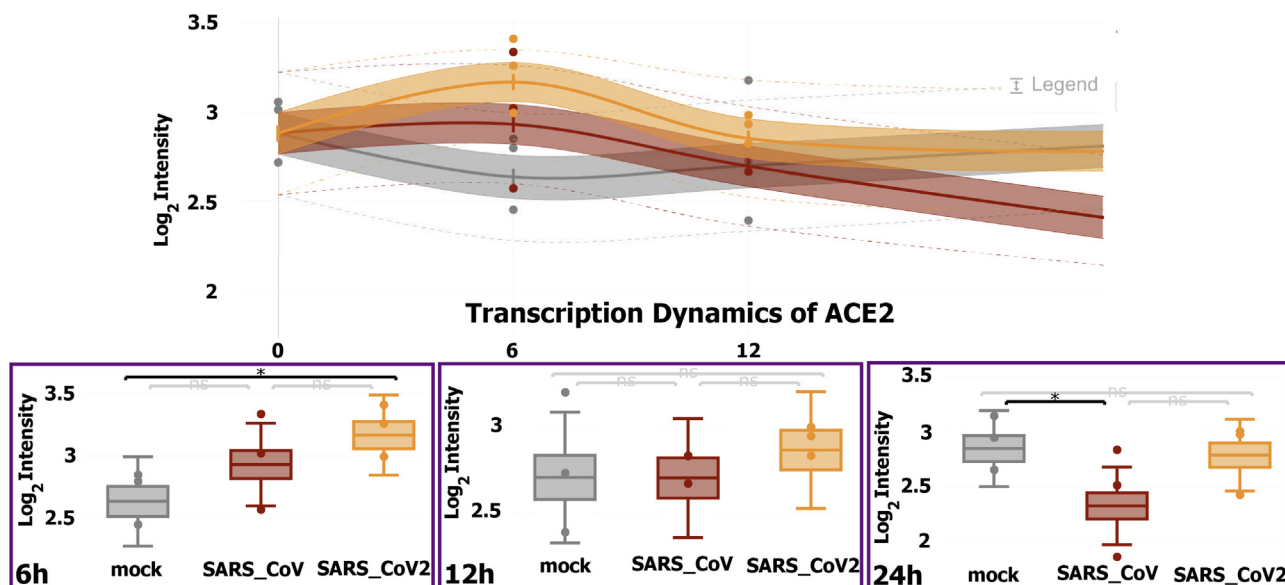 3.5
3
2.5
2
Log2 Intensity
Legend
Transcription Dynamics of ACE2
0
6
12
3.5
3
2.5
Log2 Intensity
*
ns
ns
6h
mock
SARS_CoV
SARS_CoV2
3
2.5
Log2 Intensity
ns
ns
ns
12h
mock
SARS_CoV
SARS_CoV2
3.5
3
2.5
2
Log2 Intensity
ns
*
ns
24h
mock
SARS_CoV
SARS_CoV2